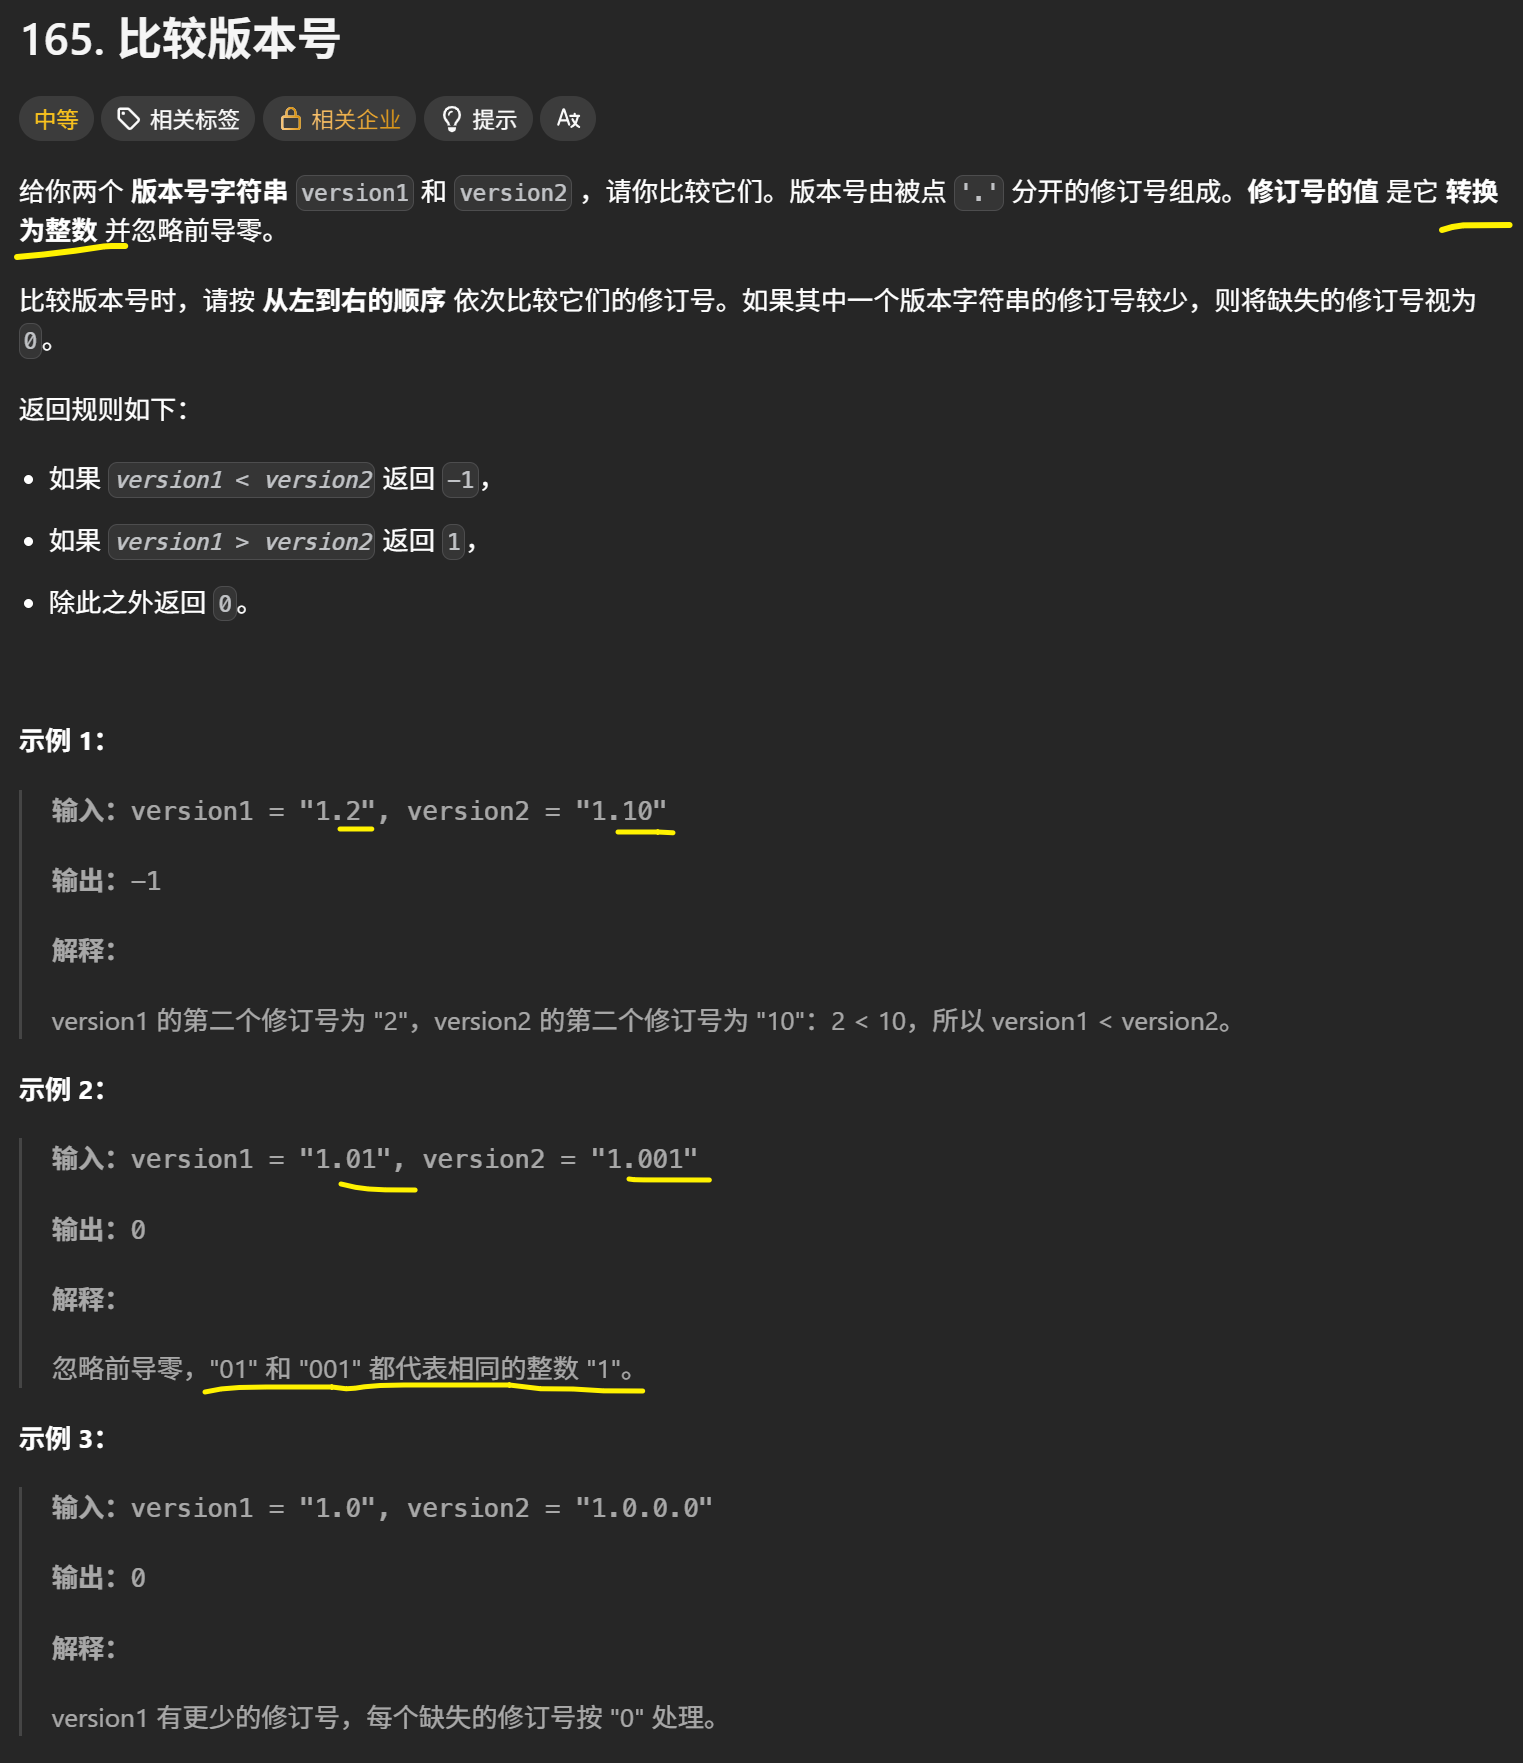 165. 比较版本号
中等 相关标签 相关企业 提示
给你两个 版本号字符串 version1 和 version2 ，请你比较它们。版本号由被点 '.' 分开的修订号组成。修订号的值 是它 转换
为整数 并忽略前导零。
比较版本号时，请按 从左到右的顺序 依次比较它们的修订号。如果其中一个版本字符串的修订号较少，则将缺失的修订号视为
0。
返回规则如下：
• 如果 version1 < version2 返回 -1，
• 如果 version1 > version2 返回 1，
• 除此之外返回 0。
示例 1：
输入：version1 = "1.2", version2 = "1.10"
输出：-1
解释：
version1 的第二个修订号为 "2"，version2 的第二个修订号为 "10"：2 < 10，所以 version1 < version2。
示例 2：
输入：version1 = "1.01", version2 = "1.001"
输出：0
解释：
忽略前导零，"01" 和 "001" 都代表相同的整数 "1"。
示例 3：
输入：version1 = "1.0", version2 = "1.0.0.0"
输出：0
解释：
version1 有更少的修订号，每个缺失的修订号按 "0" 处理。